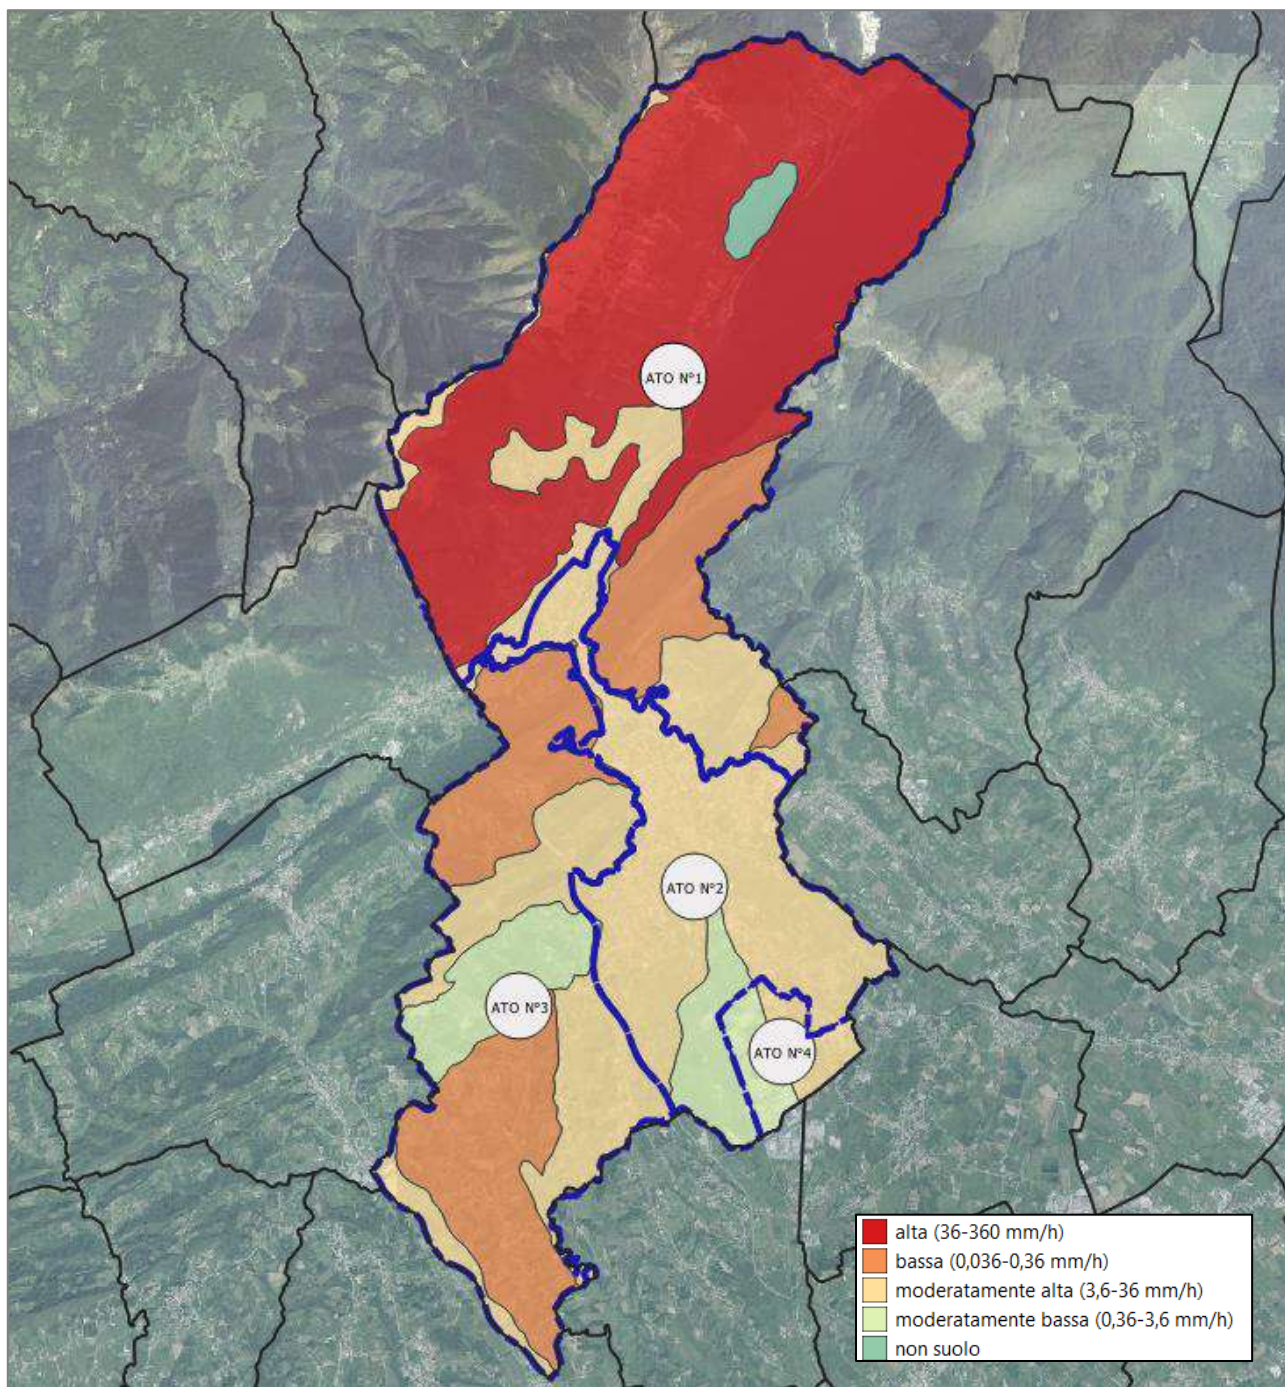 ATO N°1
ATO N°2
ATO N°3
ATO N°4
alta (36-360 mm/h)
bassa (0,036-0,36 mm/h)
moderatamente alta (3,6-36 mm/h)
moderatamente bassa (0,36-3,6 mm/h)
non suolo